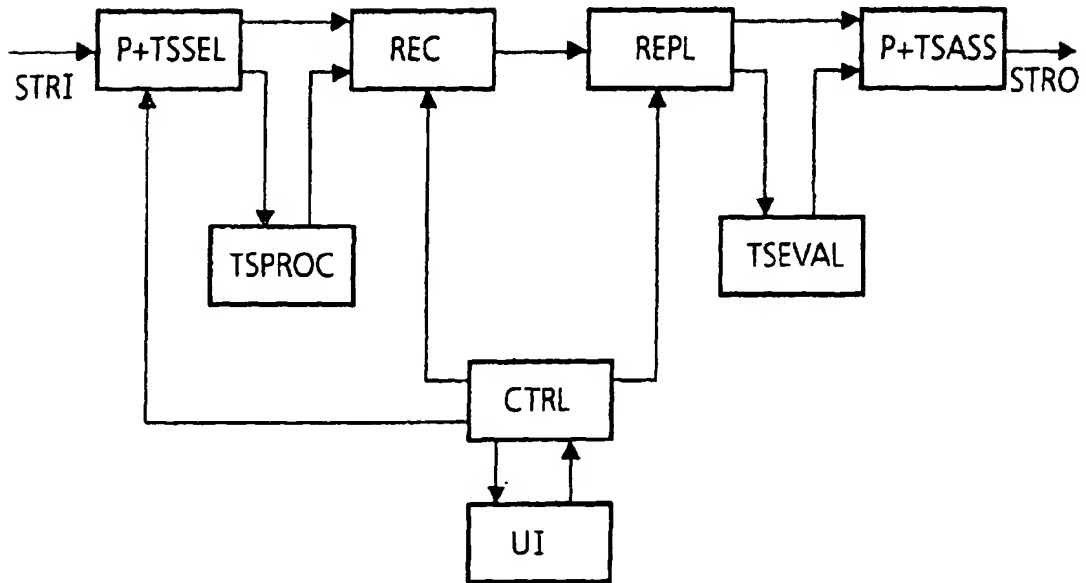 P+TSSEL
REC
REPL
P+TSASS
STRI
STRO
TSPROC
TSEVAL
CTRL
UI